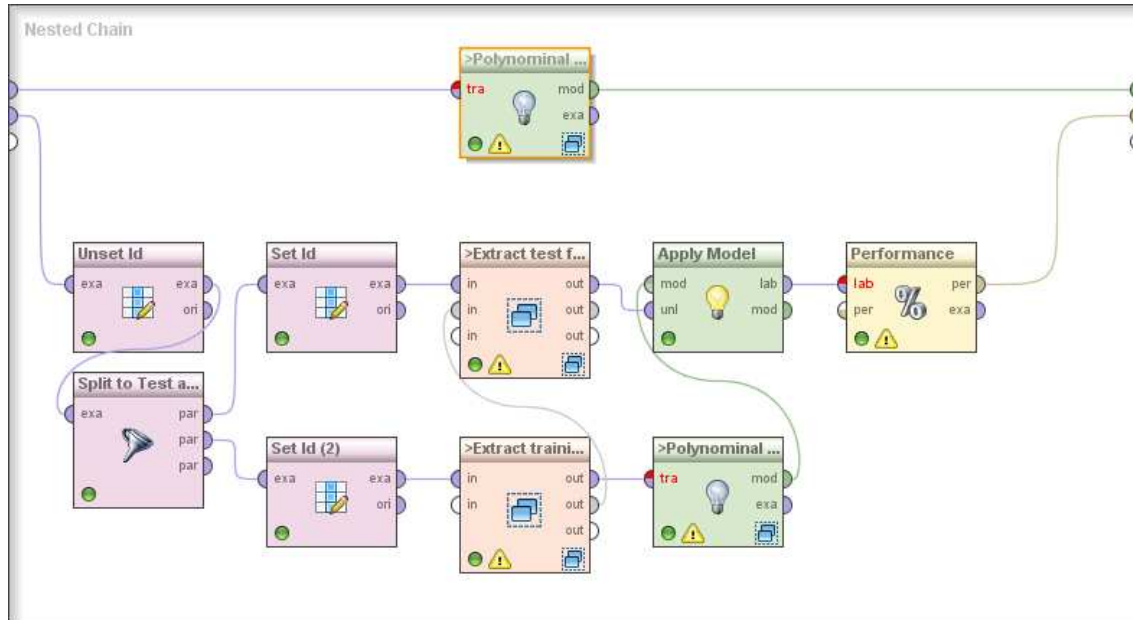 Nested Chain
>Polynominal ...
tra mod
exa
Unset Id
exa exa
ori
Set Id
exa exa
ori
>Extract test f...
in out
in out
in out
Apply Model
mod lab
unl mod
Performance
lab per
per exa
%
Split to Test a...
exa par
par
par
Set Id (2)
exa exa
ori
>Extract traini...
in out
in out
out
>Polynominal ...
tra mod
exa